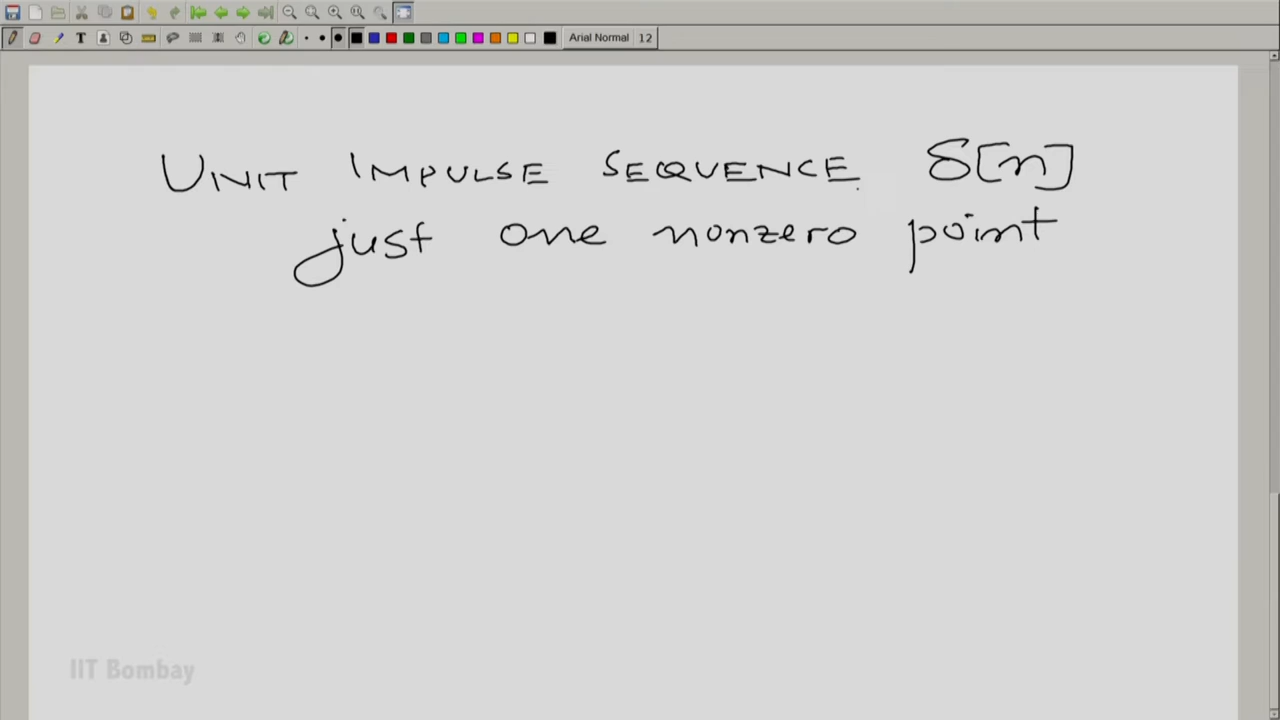 Arial Normal 12
UNIT IMPULSE SEQUENCE δ[n]
just one nonzero point
IIT Bombay